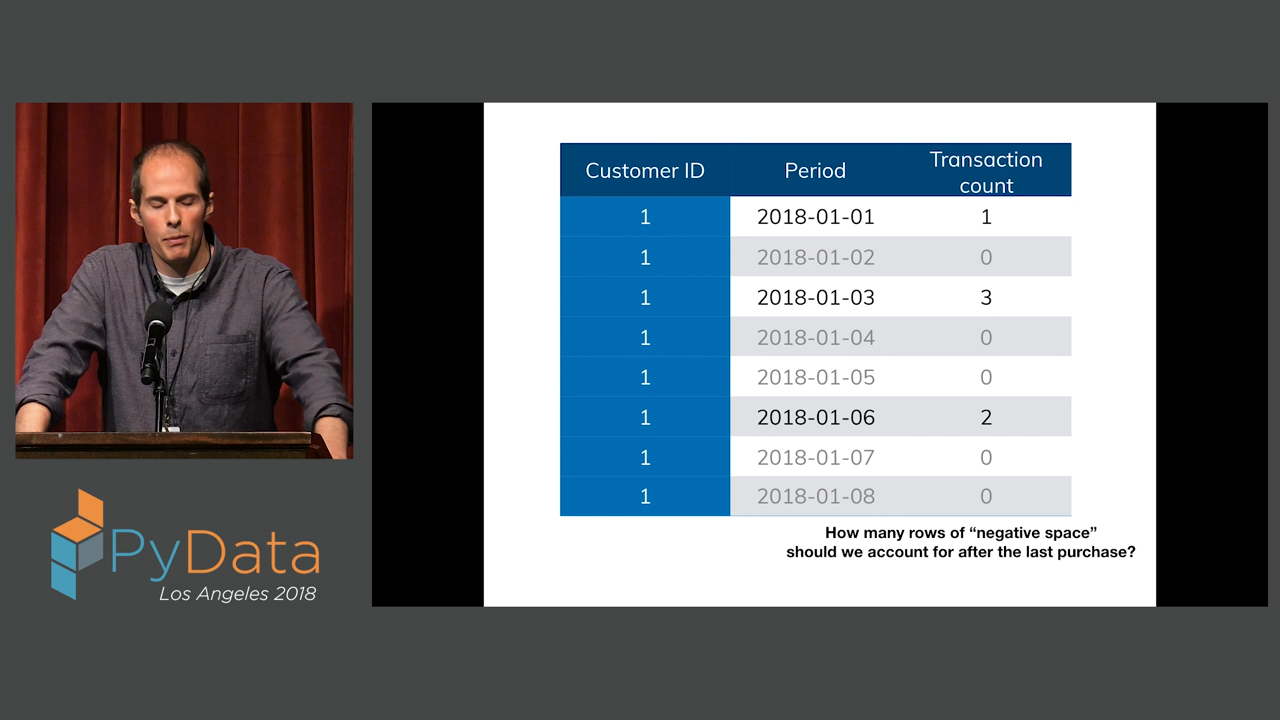 PyData
Los Angeles 2018
Customer ID Period Transaction count
1 2018-01-01 1
1 2018-01-02 0
1 2018-01-03 3
1 2018-01-04 0
1 2018-01-05 0
1 2018-01-06 2
1 2018-01-07 0
1 2018-01-08 0
How many rows of “negative space”
should we account for after the last purchase?